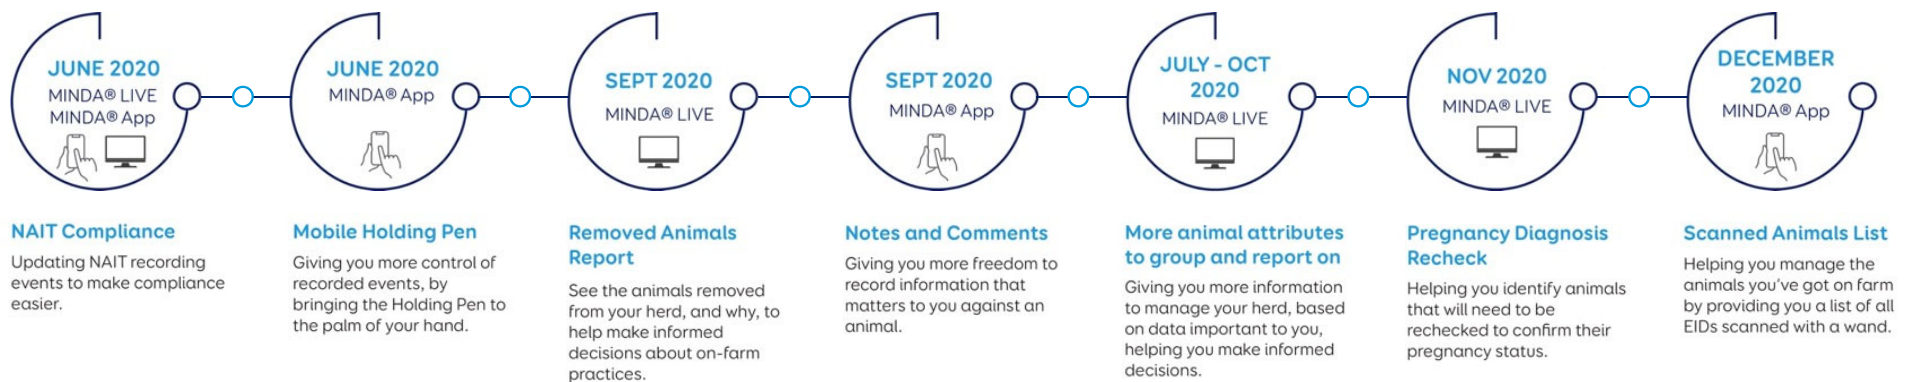 JUNE 2020
MINDA® LIVE
MINDA® App
NAIT Compliance
Updating NAIT recording
events to make compliance
easier.
JUNE 2020
MINDA® App
Mobile Holding Pen
Giving you more control of
recorded events, by
bringing the Holding Pen to
the palm of your hand.
SEPT 2020
MINDA® LIVE
Removed Animals
Report
See the animals removed
from your herd, and why, to
help make informed
decisions about on-farm
practices.
SEPT 2020
MINDA® App
Notes and Comments
Giving you more freedom to
record information that
matters to you against an
animal.
JULY - OCT
2020
MINDA® LIVE
More animal attributes
to group and report on
Giving you more information
to manage your herd, based
on data important to you,
helping you make informed
decisions.
NOV 2020
MINDA® LIVE
Pregnancy Diagnosis
Recheck
Helping you identify animals
that will need to be
rechecked to confirm their
pregnancy status.
DECEMBER
2020
MINDA® App
Scanned Animals List
Helping you manage the
animals you've got on farm
by providing you a list of all
EIDs scanned with a wand.